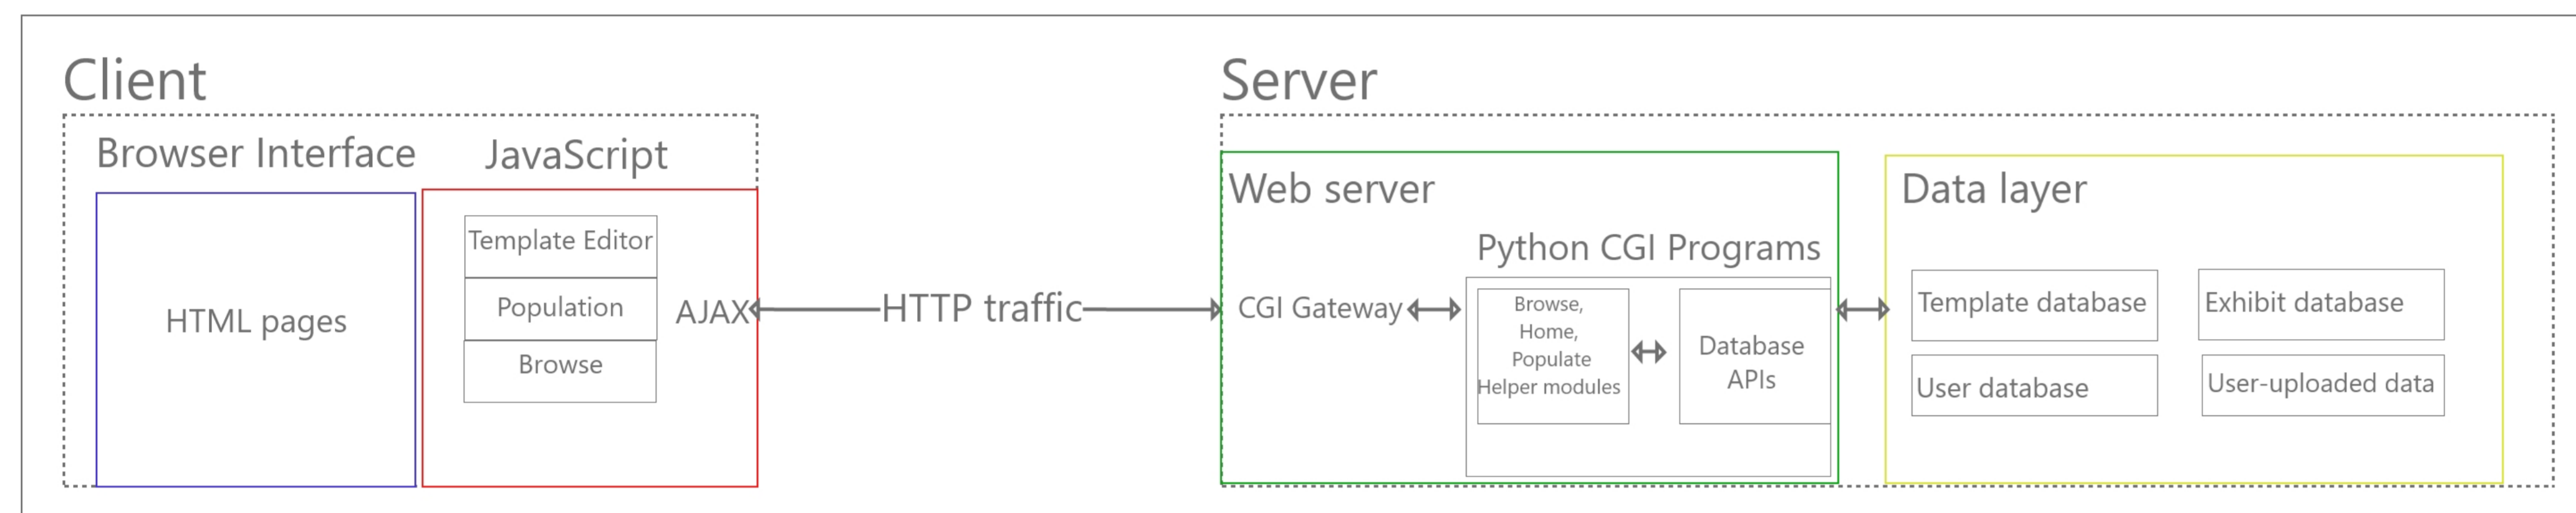 Client
Browser Interface
JavaScript
HTML pages
Template Editor
Population
Browse
AJAX
HTTP traffic
Server
Web server
CGI Gateway
Python CGI Programs
Browse,
Home,
Populate
Helper modules
Database
APIs
Data layer
Template database
Exhibit database
User database
User-uploaded data